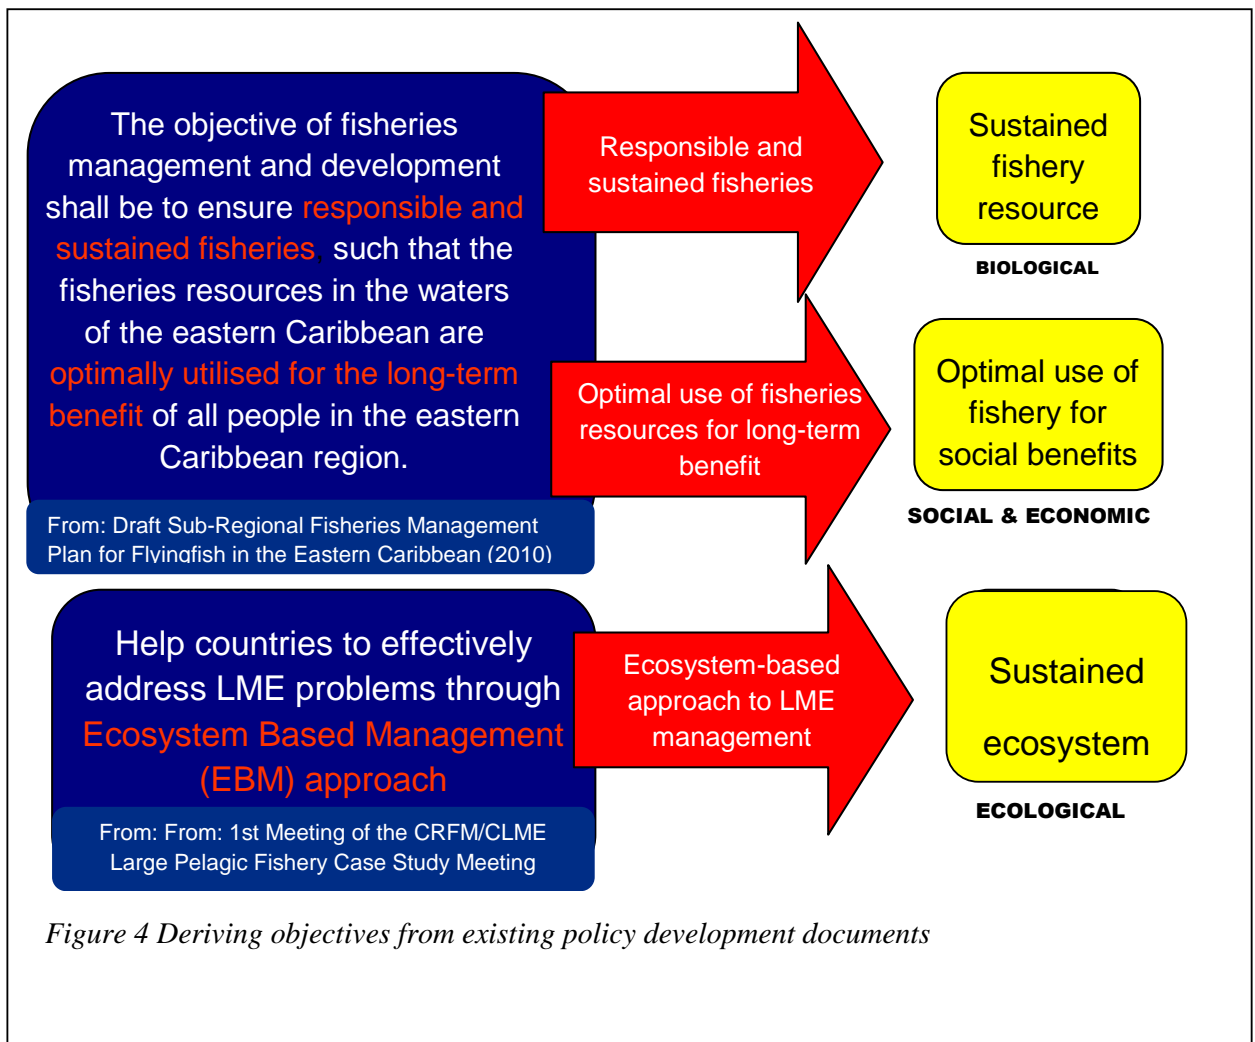 The objective of fisheries
management and development
shall be to ensure responsible and
sustained fisheries, such that the
fisheries resources in the waters
of the eastern Caribbean are
optimally utilised for the long-term
benefit of all people in the eastern
Caribbean region.
From: Draft Sub-Regional Fisheries Management
Plan for Flyingfish in the Eastern Caribbean (2010)
Responsible and
sustained fisheries
Sustained
fishery
resource
BIOLOGICAL
Optimal use of fisheries
resources for long-term
benefit
Optimal use of
fishery for
social benefits
SOCIAL & ECONOMIC
Help countries to effectively
address LME problems through
Ecosystem Based Management
(EBM) approach
From: From: 1st Meeting of the CRFM/CLME
Large Pelagic Fishery Case Study Meeting
Ecosystem-based
approach to LME
management
Sustained
ecosystem
ECOLOGICAL
Figure 4 Deriving objectives from existing policy development documents